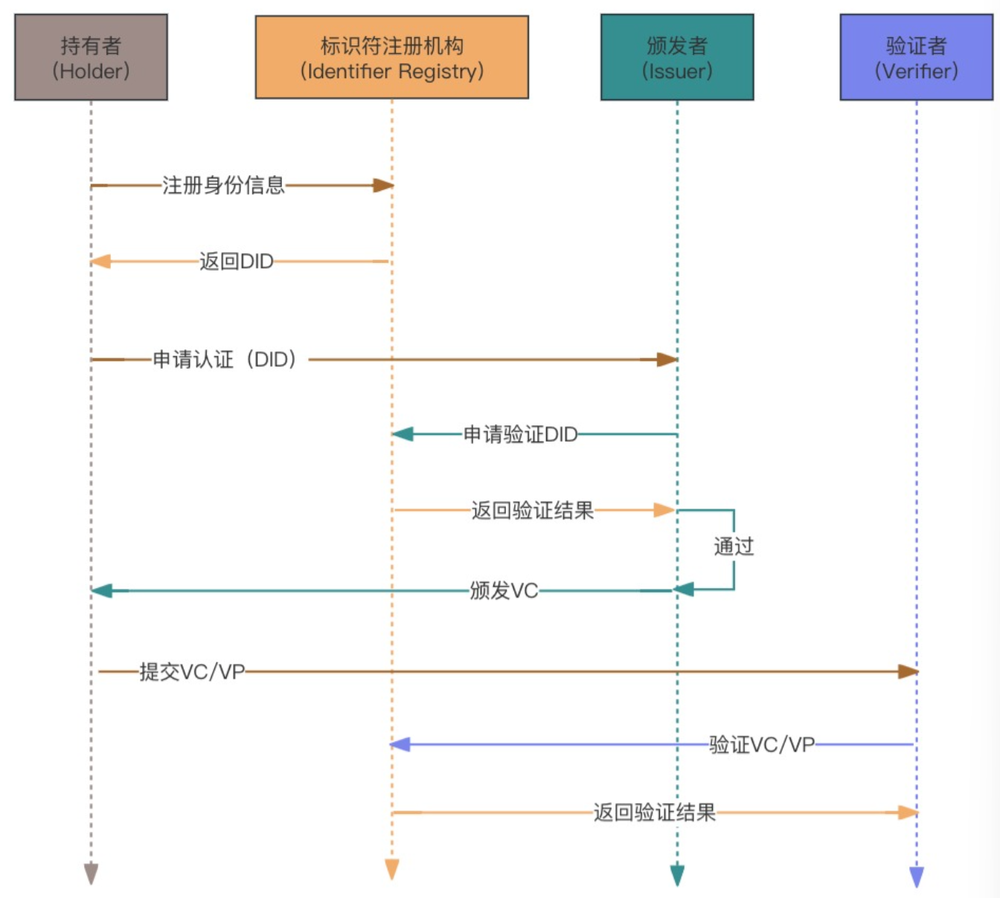 持有者
（Holder）
标识符注册机构
（Identifier Registry）
颁发者
（Issuer）
验证者
（Verifier）
注册身份信息
返回DID
申请认证（DID）
申请验证DID
返回验证结果
通过
颁发VC
提交VC/VP
验证VC/VP
返回验证结果